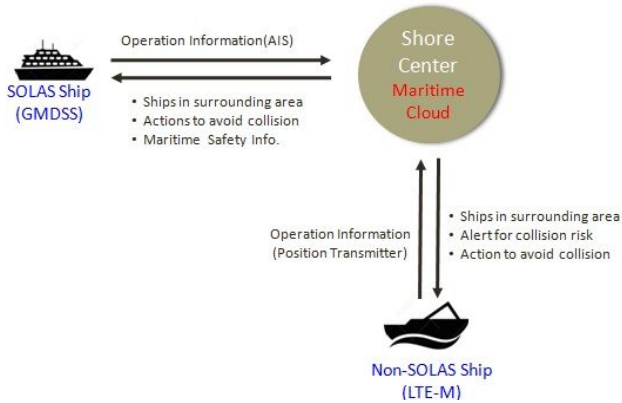 Operation Information(AIS)
SOLAS Ship
(GMDSS)
• Ships in surrounding area
• Actions to avoid collision
• Maritime Safety Info.
Shore
Center
Maritime
Cloud
Operation Information
(Position Transmitter)
• Ships in surrounding area
• Alert for collision risk
• Action to avoid collision
Non-SOLAS Ship
(LTE-M)